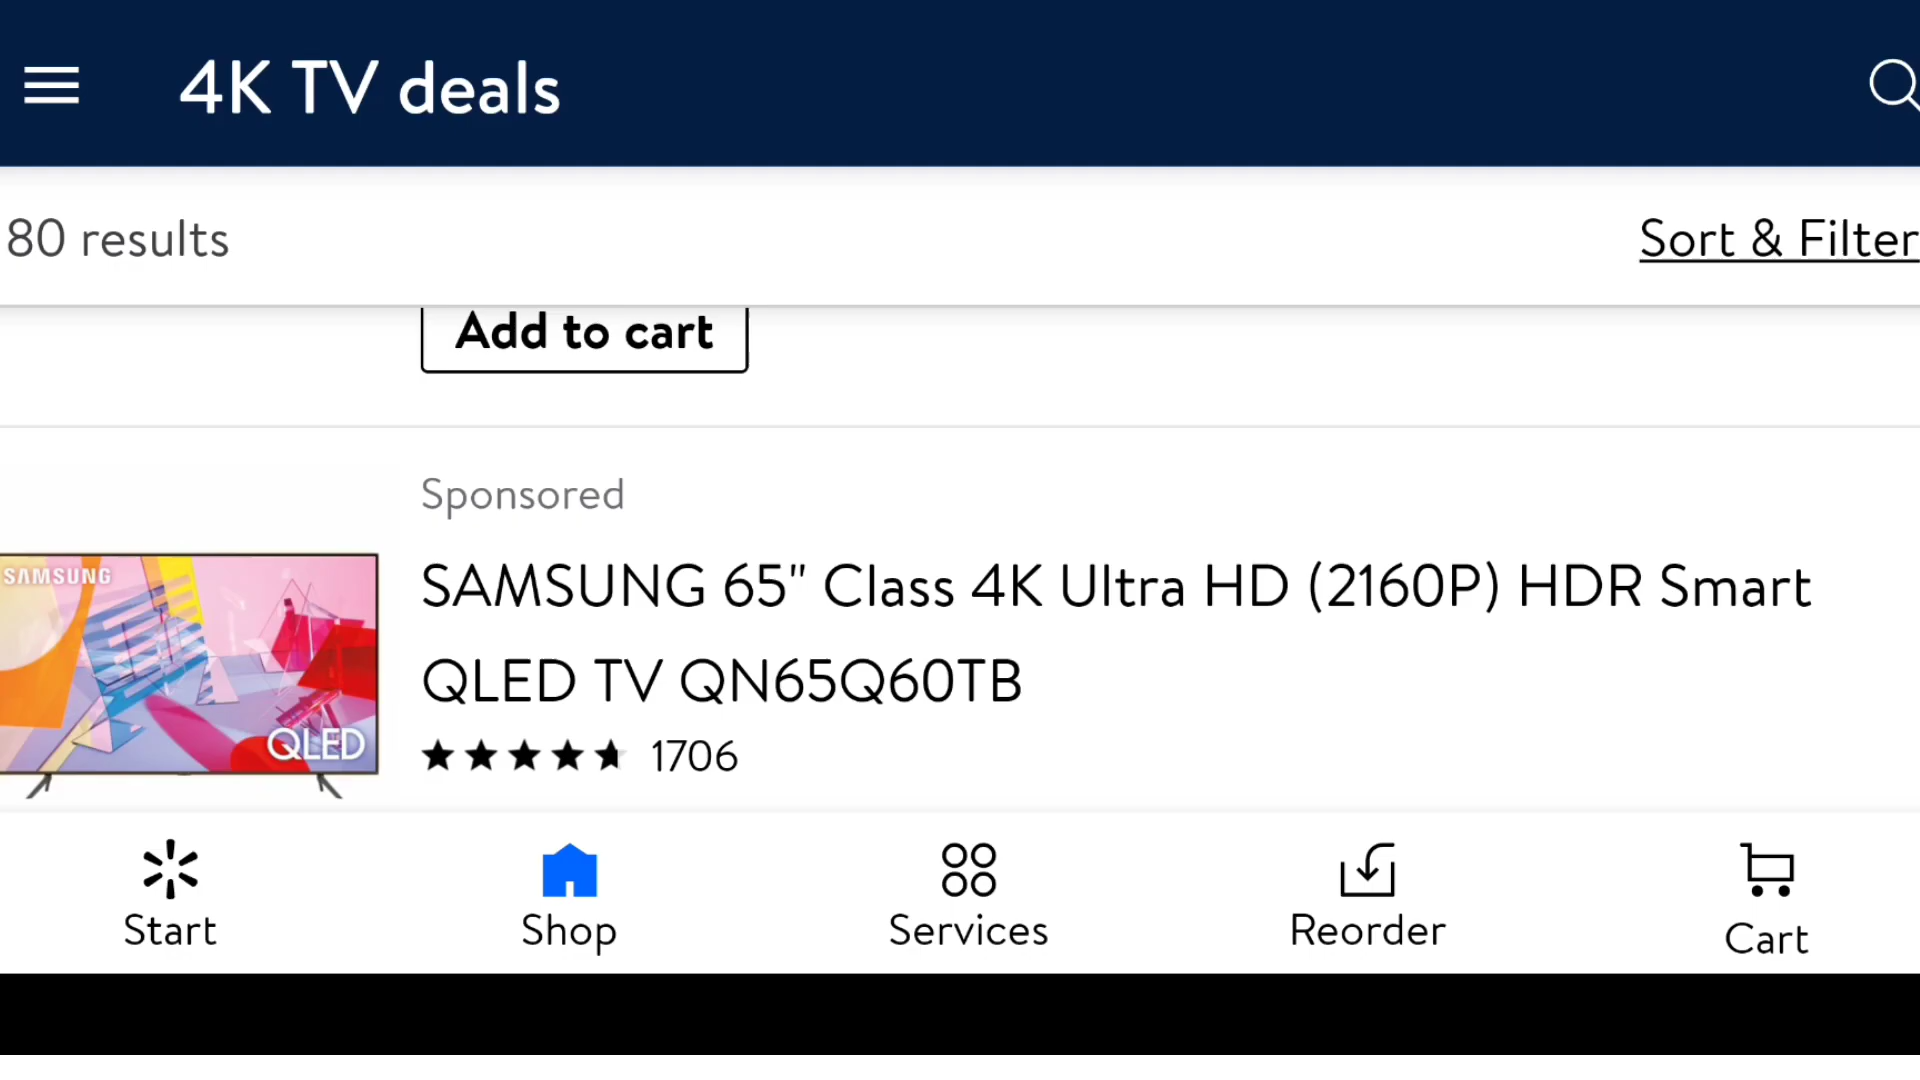 4K TV deals
80 results
Sort & Filter
Add to cart
Sponsored
SAMSUNG 65" Class 4K Ultra HD (2160P) HDR Smart
QLED TV QN65Q60TB
1706
SAMSUNG
QLED
Start
Shop
Services
Reorder
Cart